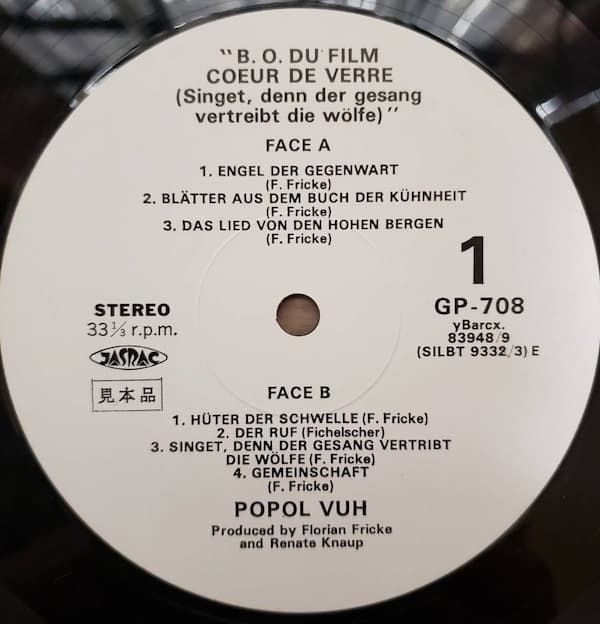 "B. O. DU FILM
COEUR DE VERRE
(Singet, denn der gesang
vertreibt die wölfe)"
FACE A
1. ENGEL DER GEGENWART
(F. Fricke)
2. BLÄTTER AUS DEM BUCH DER KÜHNHEIT
(F. Fricke)
3. DAS LIED VON DEN HOHEN BERGEN
(F. Fricke)
1
STEREO
33⅓ r.p.m.
JASRAC
見本品
GP-708
yBarcx.
83948/9
(SILBT 9332/3) E
FACE B
1. HÜTER DER SCHWELLE (F. Fricke)
2. DER RUF (Fichelscher)
3. SINGET, DENN DER GESANG VERTRIBT
DIE WÖLFE (F. Fricke)
4. GEMEINSCHAFT
(F. Fricke)
POPOL VUH
Produced by Florian Fricke
and Renate Knaup